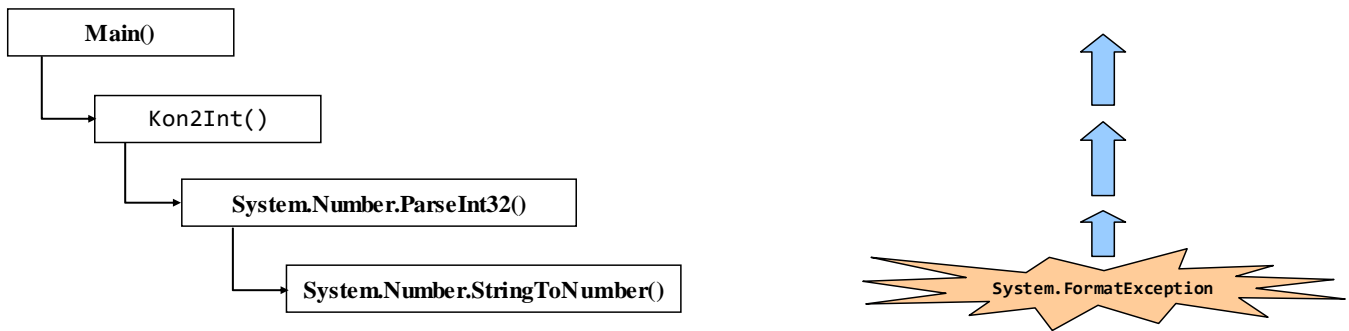 Main()
Kon2Int()
System.Number.ParseInt32()
System.Number.StringToNumber()
System.FormatException